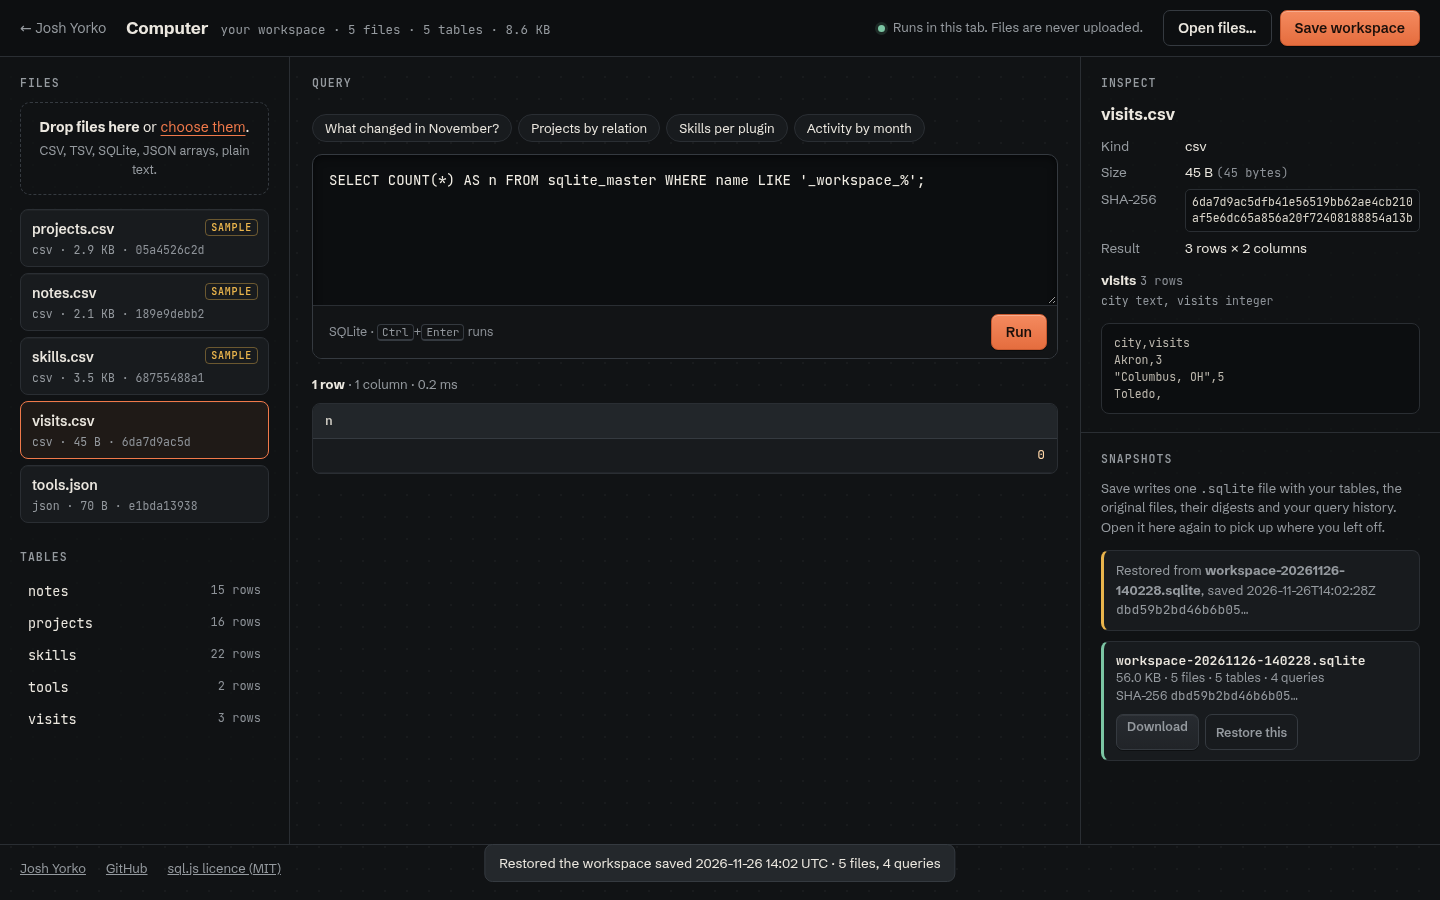 ← Josh Yorko
Computer
your workspace · 5 files · 5 tables · 8.6 KB
Runs in this tab. Files are never uploaded.
Open files…
Save workspace
FILES
Drop files here or choose them.
CSV, TSV, SQLite, JSON arrays, plain
text.
projects.csv
SAMPLE
csv · 2.9 KB · 05a4526c2d
notes.csv
SAMPLE
csv · 2.1 KB · 189e9debb2
skills.csv
SAMPLE
csv · 3.5 KB · 68755488a1
visits.csv
csv · 45 B · 6da7d9ac5d
tools.json
json · 70 B · e1bda13938
TABLES
notes 15 rows
projects 16 rows
skills 22 rows
tools 2 rows
visits 3 rows
QUERY
What changed in November?
Projects by relation
Skills per plugin
Activity by month
SELECT COUNT(*) AS n FROM sqlite_master WHERE name LIKE '_workspace_%';
SQLite · Ctrl+Enter runs
Run
1 row · 1 column · 0.2 ms
n
0
INSPECT
visits.csv
Kind csv
Size 45 B (45 bytes)
SHA-256 6da7d9ac5dfb41e56519bb62ae4cb210
af5e6dc65a856a20f72408188854a13b
Result 3 rows × 2 columns
visits 3 rows
city text, visits integer
city,visits
Akron,3
"Columbus, OH",5
Toledo,
SNAPSHOTS
Save writes one .sqlite file with your tables, the
original files, their digests and your query history.
Open it here again to pick up where you left off.
Restored from workspace-20261126-
140228.sqlite, saved 2026-11-26T14:02:28Z
dbd59b2bd46b6b05…
workspace-20261126-140228.sqlite
56.0 KB · 5 files · 5 tables · 4 queries
SHA-256 dbd59b2bd46b6b05…
Download
Restore this
Josh Yorko
GitHub
sql.js licence (MIT)
Restored the workspace saved 2026-11-26 14:02 UTC · 5 files, 4 queries